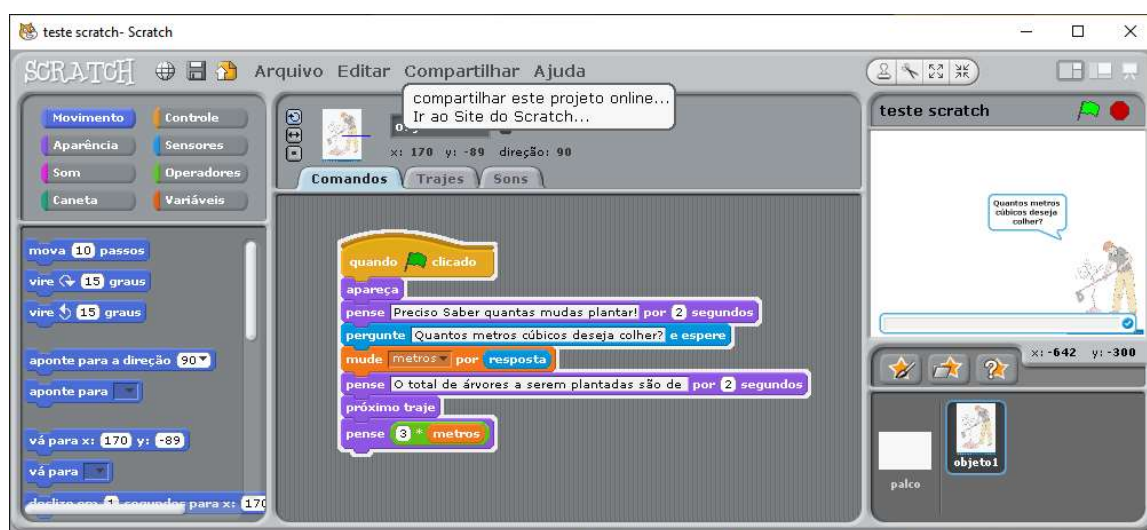 teste scratch- Scratch
SCRATCH Arquivo Editar Compartilhar Ajuda
compartilhar este projeto online...
Ir ao Site do Scratch...
Movimento Controle
Aparência Sensores
Som Operadores
Caneta Variáveis
x: 170 y: -89 direção: 90
Comandos Trajes Sons
mova 10 passos
vire 15 graus
vire 15 graus
aponte para a direção 90
aponte para
vá para x: 170 y: -89
vá para
segundos para x: 170
quando clicado
apareça
pense Preciso Saber quantas mudas plantar! por 2 segundos
pergunte Quantos metros cúbicos deseja colher? e espere
mude metros por resposta
pense O total de árvores a serem plantadas são de por 2 segundos
próximo traje
pense 3 * metros
teste scratch
Quantos metros
cúbicos deseja
colher?
x: -642 y: -300
palco
objeto1